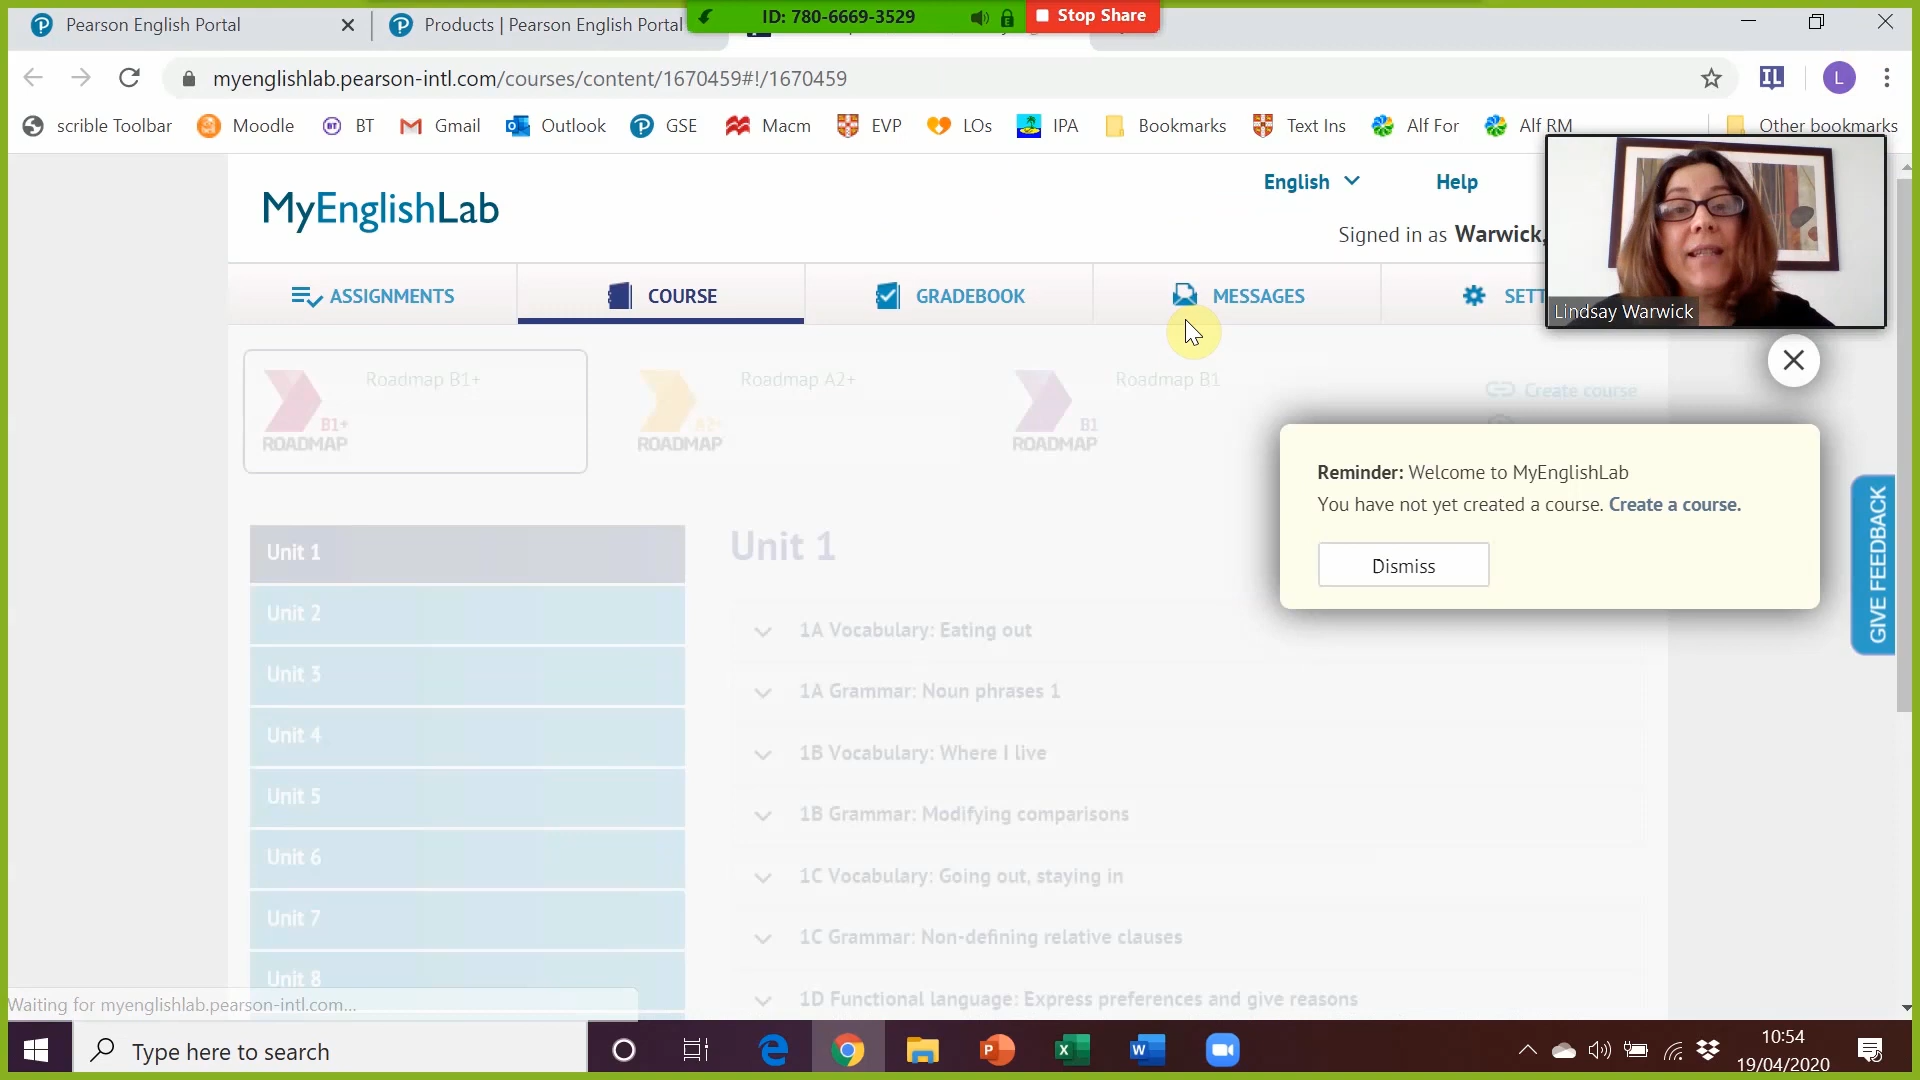 Pearson English Portal
Products | Pearson English Portal
ID: 780-6669-3529
Stop Share
myenglishlab.pearson-intl.com/courses/content/1670459#!/1670459
IL
L
scrible Toolbar
Moodle
BT
BT
Gmail
Outlook
GSE
Macm
EVP
LOs
IPA
Bookmarks
Text Ins
Alf For
Alf RM
Other bookmarks
MyEnglishLab
English
Help
Signed in as Warwick,
ASSIGNMENTS
COURSE
GRADEBOOK
MESSAGES
SETT
Lindsay Warwick
Roadmap B1+
B1+
ROADMAP
Roadmap A2+
A2+
ROADMAP
Roadmap B1
B1
ROADMAP
Create course
Reminder: Welcome to MyEnglishLab
You have not yet created a course. Create a course.
Dismiss
GIVE FEEDBACK
Unit 1
Unit 2
Unit 3
Unit 4
Unit 5
Unit 6
Unit 7
Unit 8
Unit 1
1A Vocabulary: Eating out
1A Grammar: Noun phrases 1
1B Vocabulary: Where I live
1B Grammar: Modifying comparisons
1C Vocabulary: Going out, staying in
1C Grammar: Non-defining relative clauses
1D Functional language: Express preferences and give reasons
Waiting for myenglishlab.pearson-intl.com...
Type here to search
10:54
19/04/2020